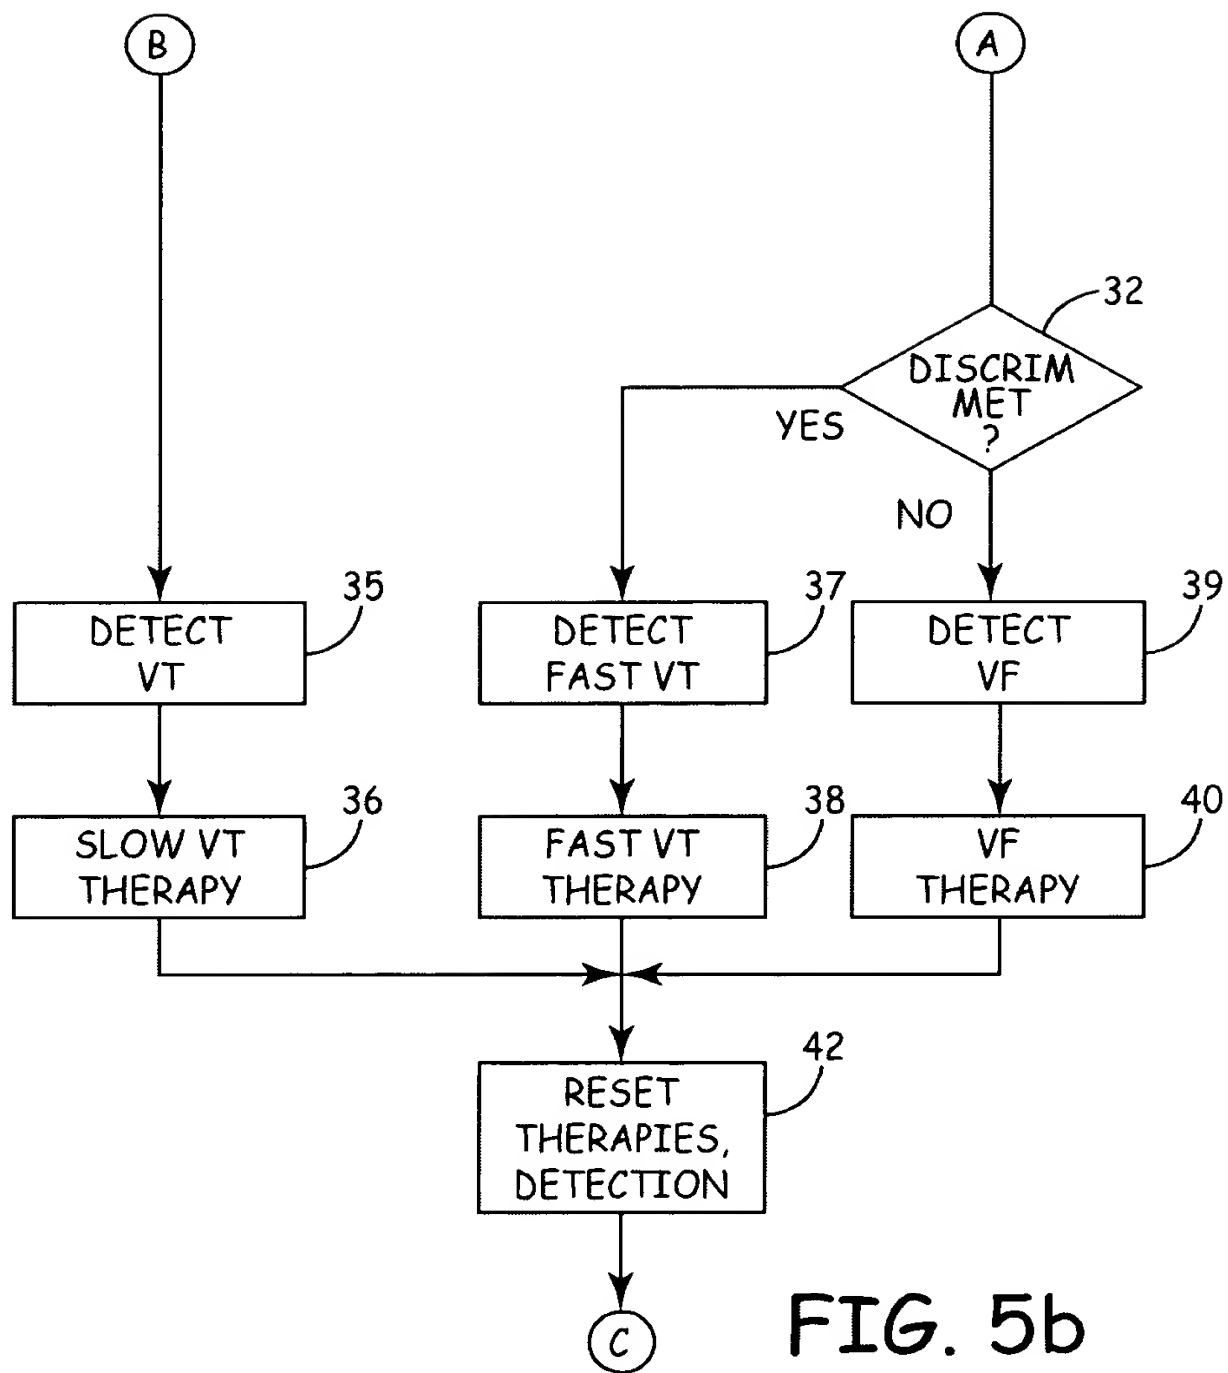 B
A
32
DISCRIM
MET
?
YES
NO
35
DETECT
VT
37
DETECT
FAST VT
39
DETECT
VF
36
SLOW VT
THERAPY
38
FAST VT
THERAPY
40
VF
THERAPY
42
RESET
THERAPIES,
DETECTION
C
FIG. 5b